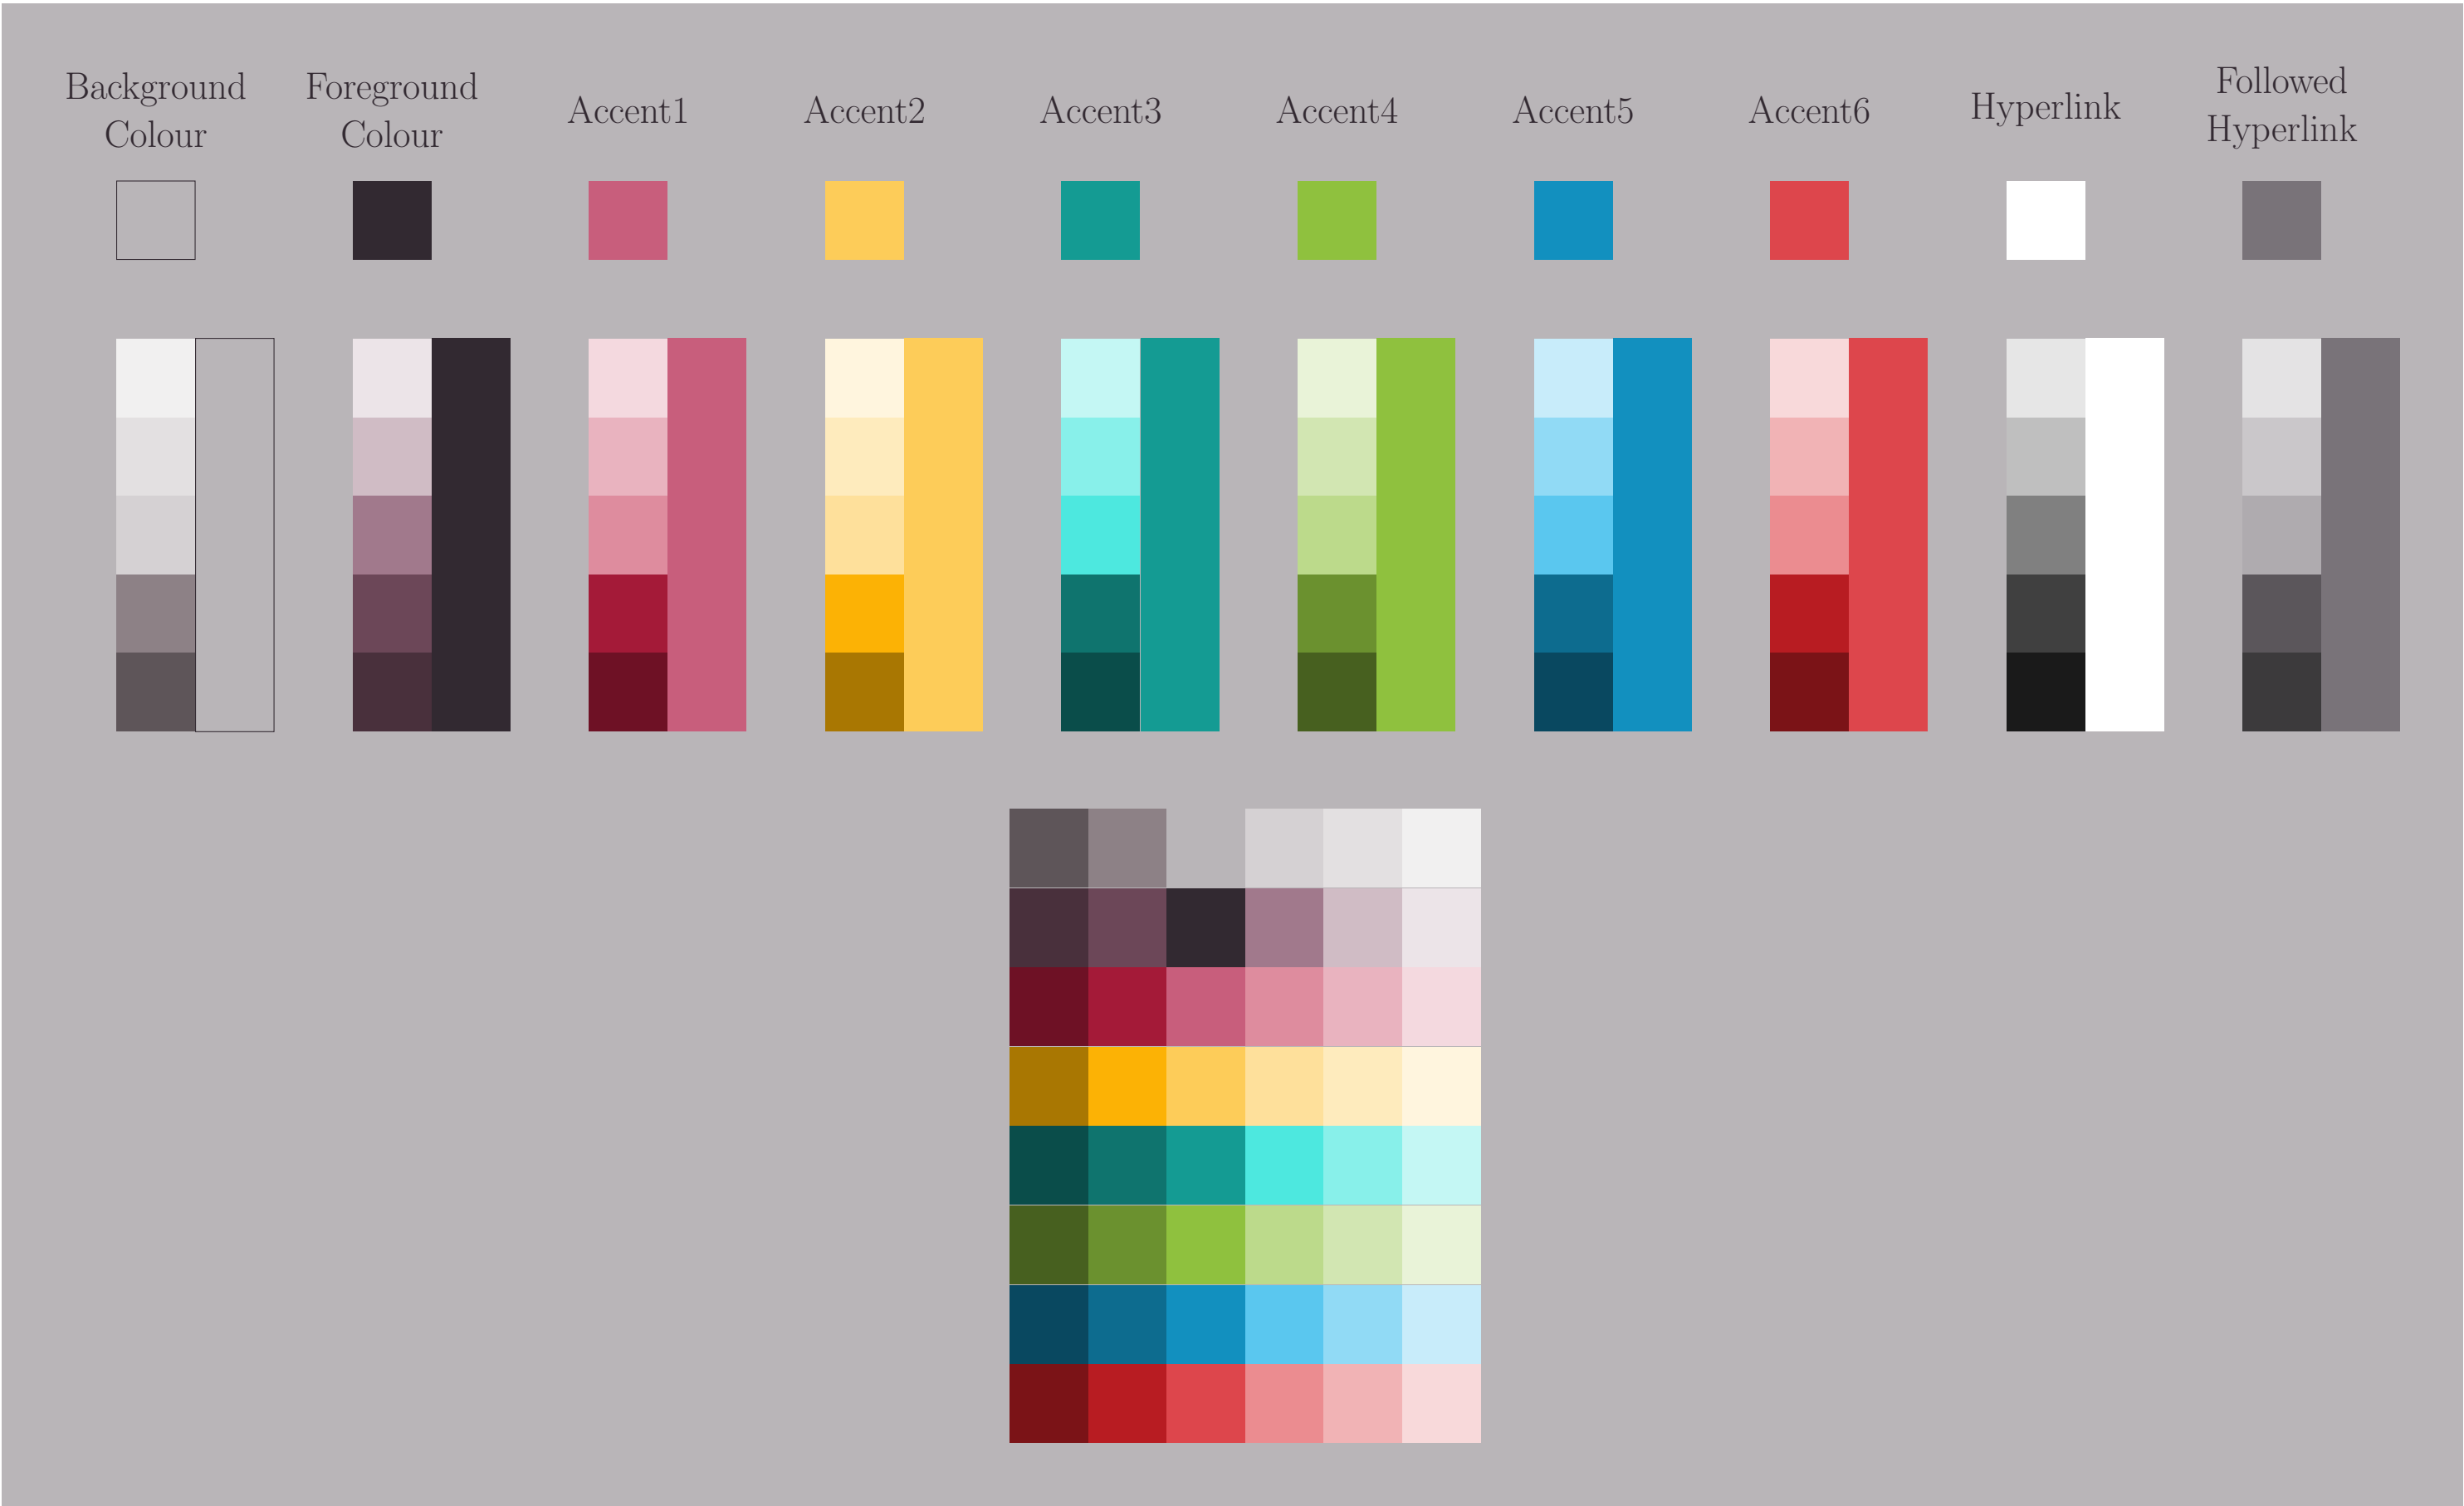 Background
Colour
Foreground
Colour
Accent1
Accent2
Accent3
Accent4
Accent5
Accent6
Hyperlink
Followed
Hyperlink